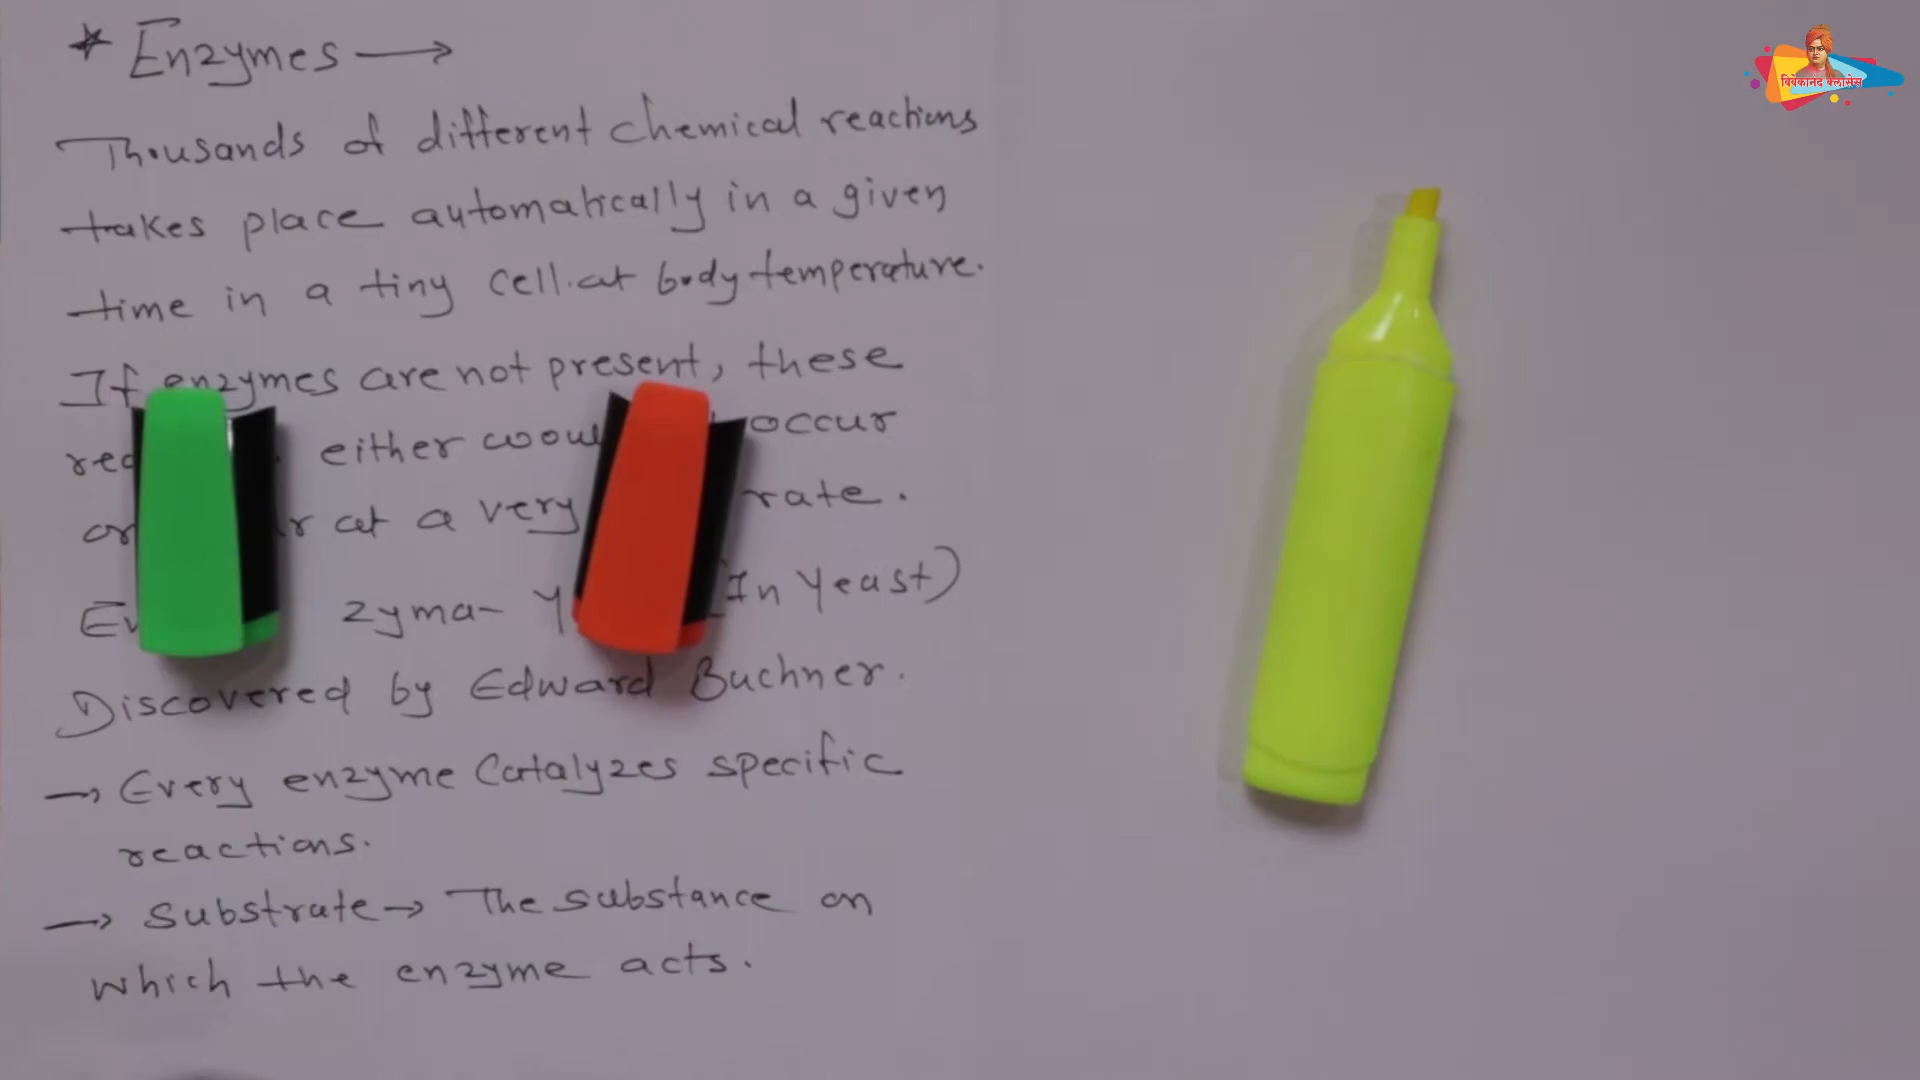 * Enzymes →
Thousands of different chemical reactions
takes place automatically in a given
time in a tiny cell. at body temperature.
If enzymes are not present, these
either occur
at a very rate.
zyma- (In Yeast)
Discovered by Edward Buchner.
→ Every enzyme Catalyzes specific
reactions.
→ Substrate → The substance on
which the enzyme acts.
विवेकानंद क्लासेस